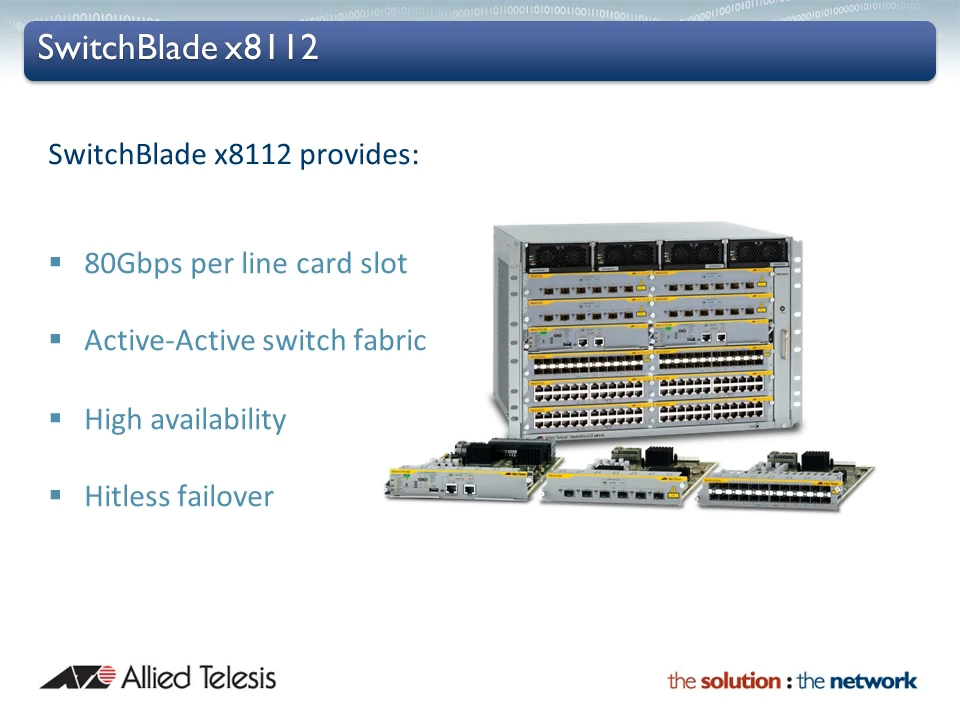 SwitchBlade x8112
SwitchBlade x8112 provides:
▪ 80Gbps per line card slot
▪ Active-Active switch fabric
▪ High availability
▪ Hitless failover
Allied Telesis
the solution : the network